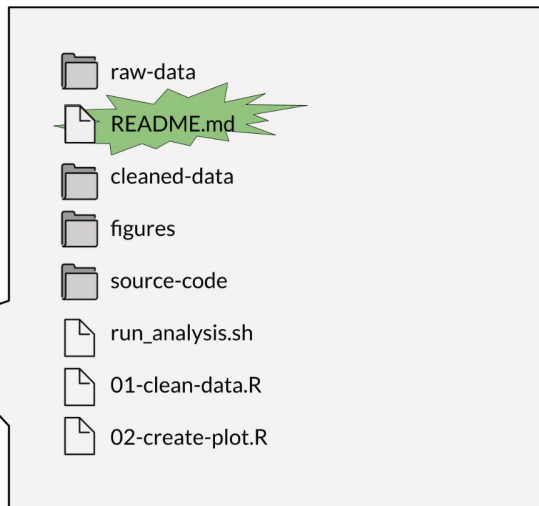 raw-data
README.md
cleaned-data
figures
source-code
run_analysis.sh
01-clean-data.R
02-create-plot.R